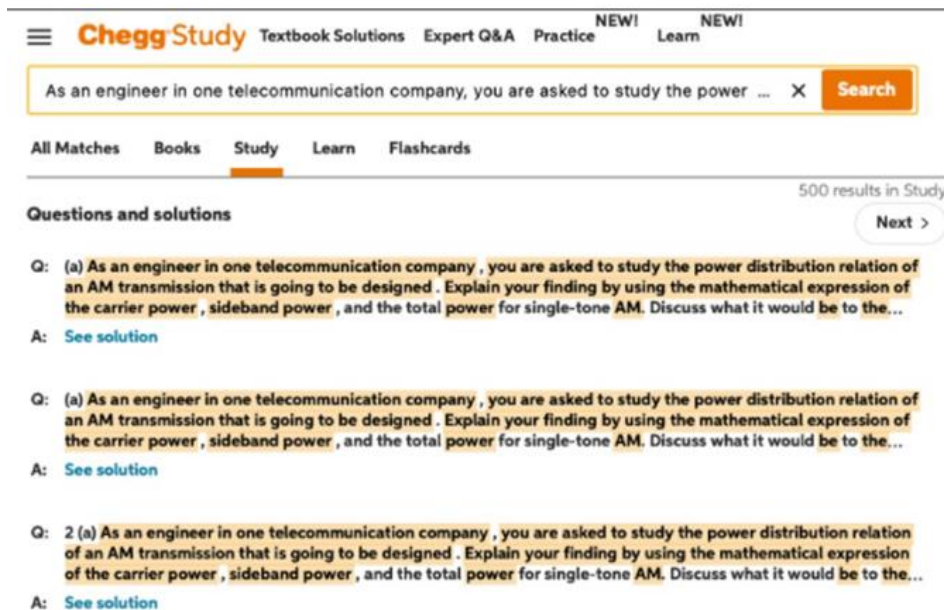 NEW! NEW!
Chegg Study Textbook Solutions Expert Q&A Practice Learn
As an engineer in one telecommunication company, you are asked to study the power ... × Search
All Matches Books Study Learn Flashcards
500 results in Study
Questions and solutions
Next >
Q: (a) As an engineer in one telecommunication company , you are asked to study the power distribution relation of
an AM transmission that is going to be designed . Explain your finding by using the mathematical expression of
the carrier power , sideband power , and the total power for single-tone AM. Discuss what it would be to the...
A: See solution
Q: (a) As an engineer in one telecommunication company , you are asked to study the power distribution relation of
an AM transmission that is going to be designed . Explain your finding by using the mathematical expression of
the carrier power , sideband power , and the total power for single-tone AM. Discuss what it would be to the...
A: See solution
Q: 2 (a) As an engineer in one telecommunication company , you are asked to study the power distribution relation
of an AM transmission that is going to be designed . Explain your finding by using the mathematical expression
of the carrier power , sideband power , and the total power for single-tone AM. Discuss what it would be to the...
A: See solution